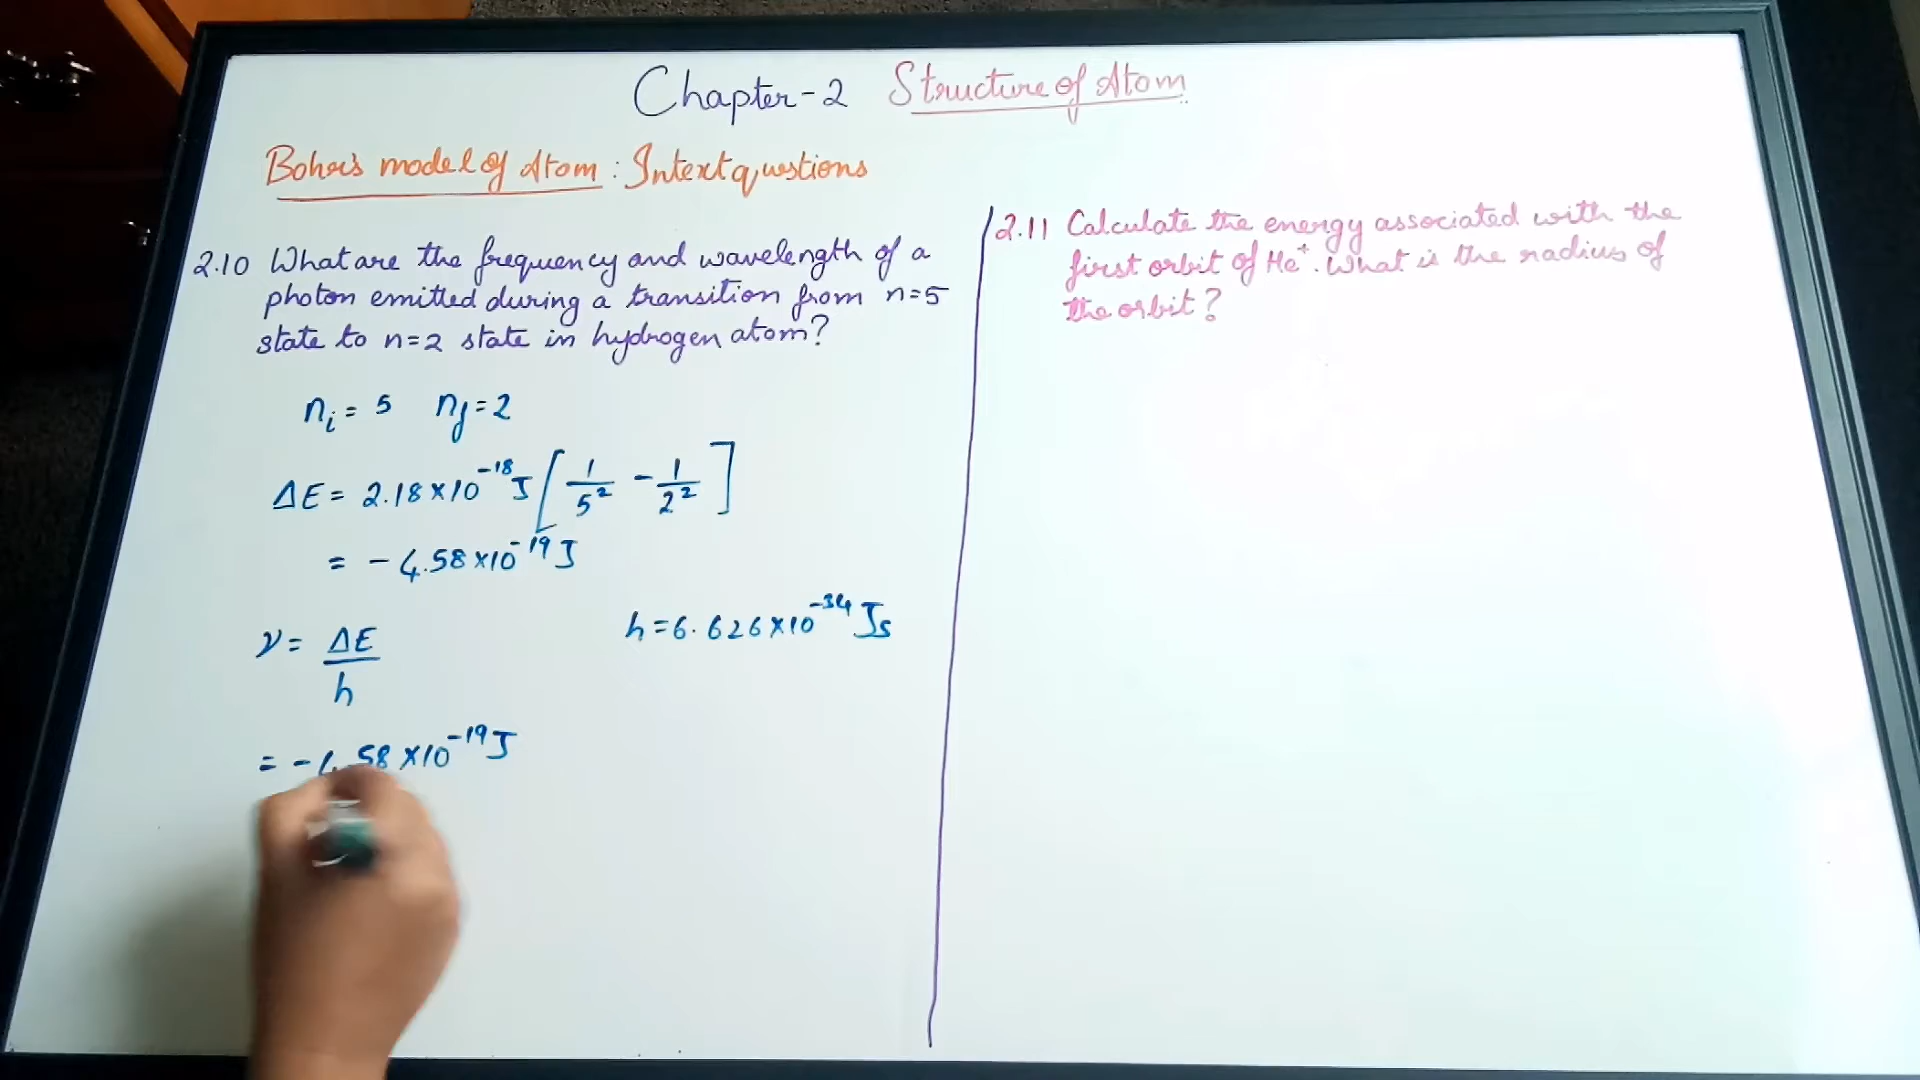 Chapter-2 Structure of Atom
Bohr's model of Atom : Intext questions
2.10 What are the frequency and wavelength of a
photon emitted during a transition from n=5
state to n=2 state in hydrogen atom?
nᵢ = 5 n_f = 2
ΔE = 2.18×10⁻¹⁸ J [1/5² - 1/2²]
= - 4.58×10⁻¹⁹ J
ν = ΔE/h h = 6.626×10⁻³⁴ Js
= - 4.58×10⁻¹⁹ J
2.11 Calculate the energy associated with the
first orbit of He⁺. What is the radius of
the orbit?